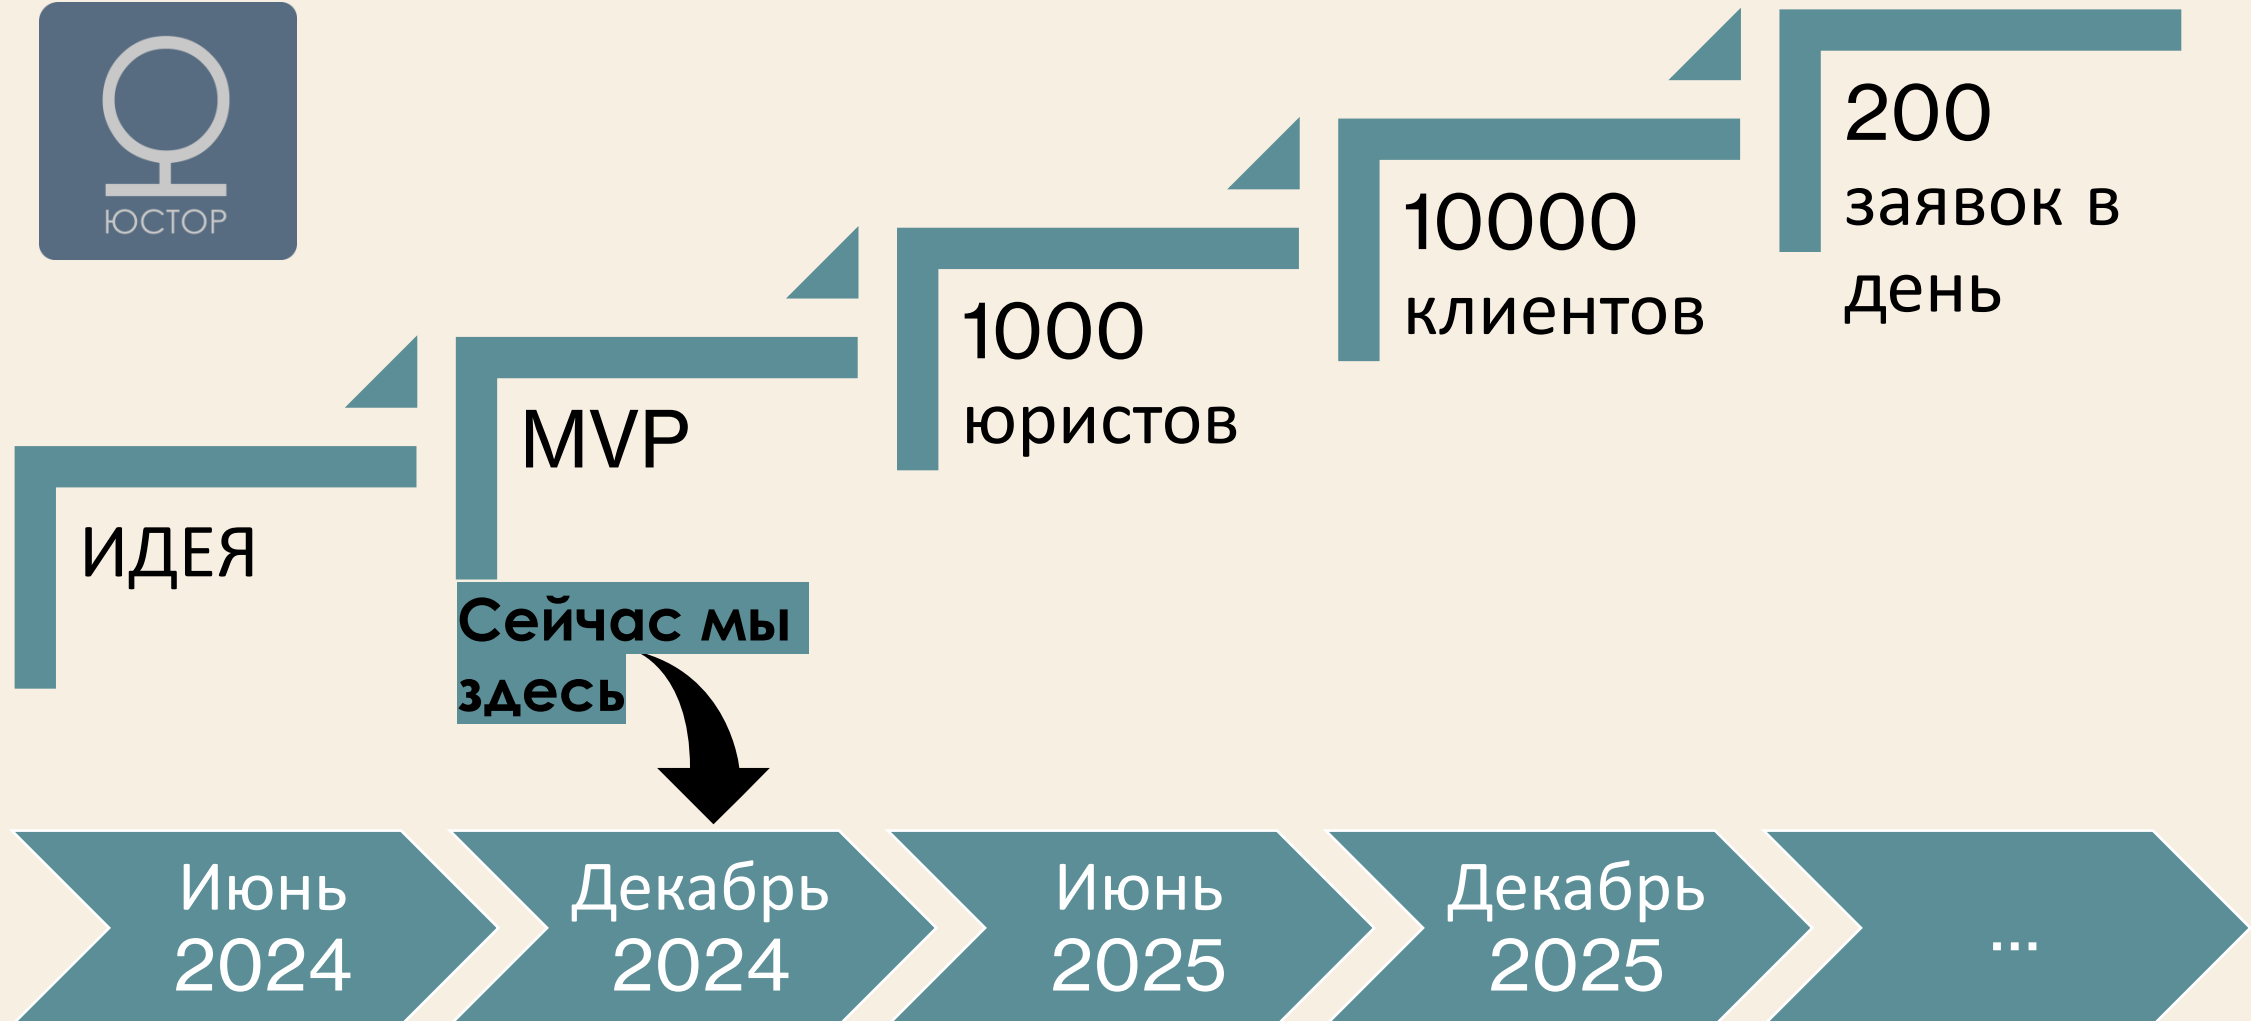 ЮСТОР
ИДЕЯ
MVP
1000
юристов
10000
клиентов
200
заявок в
день
Сейчас мы
здесь
Июнь
2024
Декабрь
2024
Июнь
2025
Декабрь
2025
...